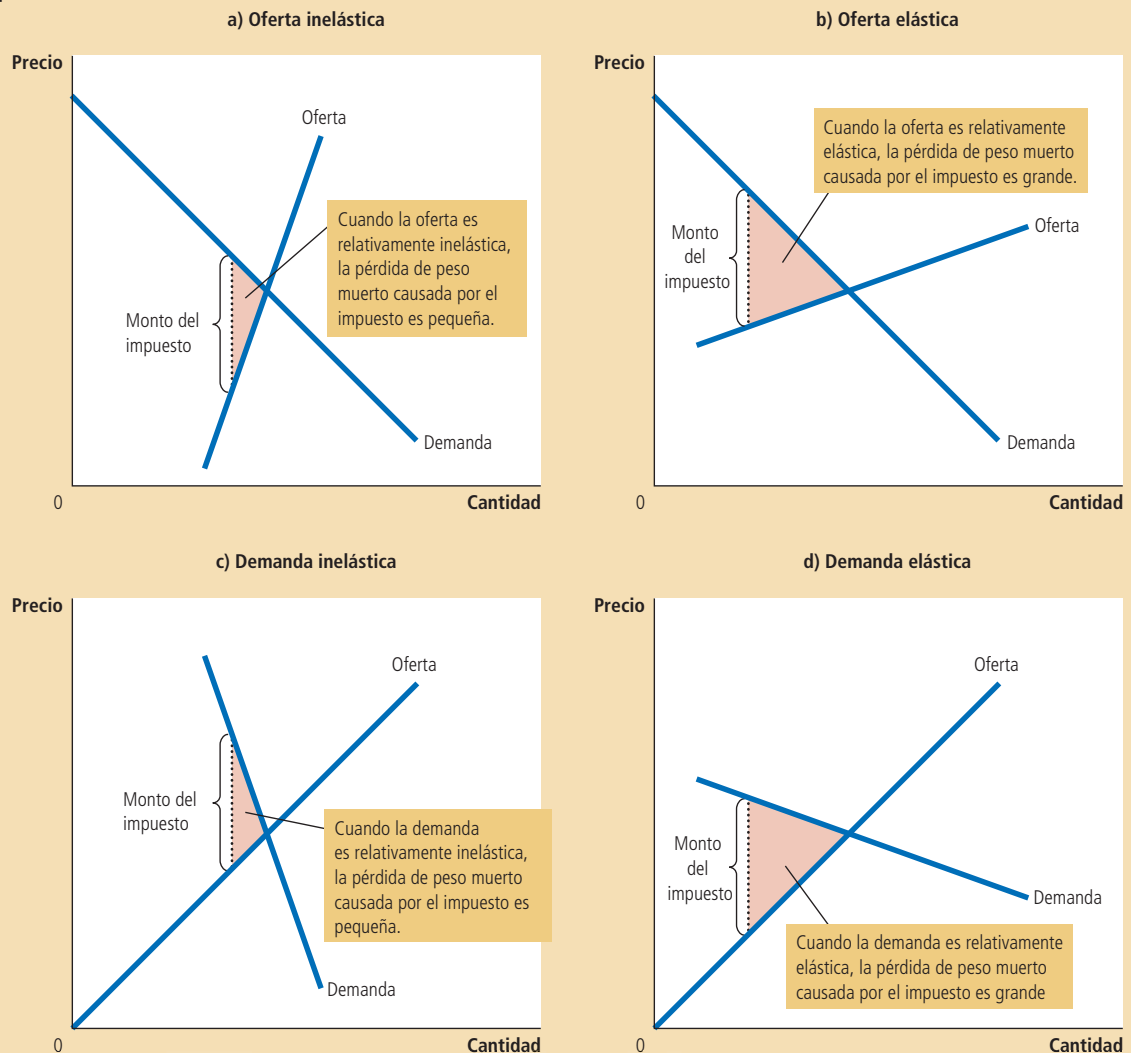 a) Oferta inelástica
Precio
Oferta
Cuando la oferta es
relativamente inelástica,
la pérdida de peso
muerto causada por el
impuesto es pequeña.
Monto del
impuesto
Demanda
0
Cantidad
b) Oferta elástica
Precio
Cuando la oferta es relativamente
elástica, la pérdida de peso muerto
causada por el impuesto es grande.
Monto
del
impuesto
Oferta
Demanda
0
Cantidad
c) Demanda inelástica
Precio
Oferta
Monto del
impuesto
Cuando la demanda
es relativamente inelástica,
la pérdida de peso muerto
causada por el impuesto es
pequeña.
Demanda
0
Cantidad
d) Demanda elástica
Precio
Oferta
Monto
del
impuesto
Demanda
Cuando la demanda es relativamente
elástica, la pérdida de peso muerto
causada por el impuesto es grande
0
Cantidad